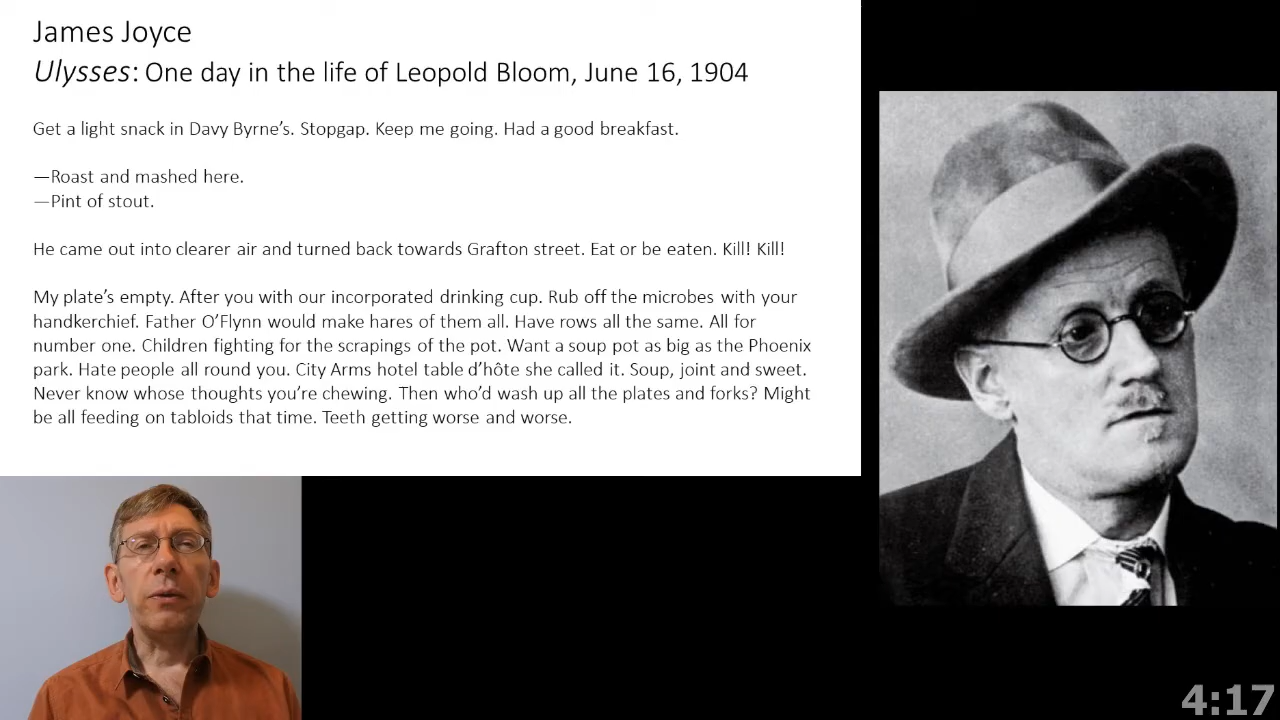 James Joyce
Ulysses: One day in the life of Leopold Bloom, June 16, 1904
Get a light snack in Davy Byrne’s. Stopgap. Keep me going. Had a good breakfast.
—Roast and mashed here.
—Pint of stout.
He came out into clearer air and turned back towards Grafton street. Eat or be eaten. Kill! Kill!
My plate’s empty. After you with our incorporated drinking cup. Rub off the microbes with your
handkerchief. Father O’Flynn would make hares of them all. Have rows all the same. All for
number one. Children fighting for the scrapings of the pot. Want a soup pot as big as the Phoenix
park. Hate people all round you. City Arms hotel table d’hôte she called it. Soup, joint and sweet.
Never know whose thoughts you’re chewing. Then who’d wash up all the plates and forks? Might
be all feeding on tabloids that time. Teeth getting worse and worse.
4:17